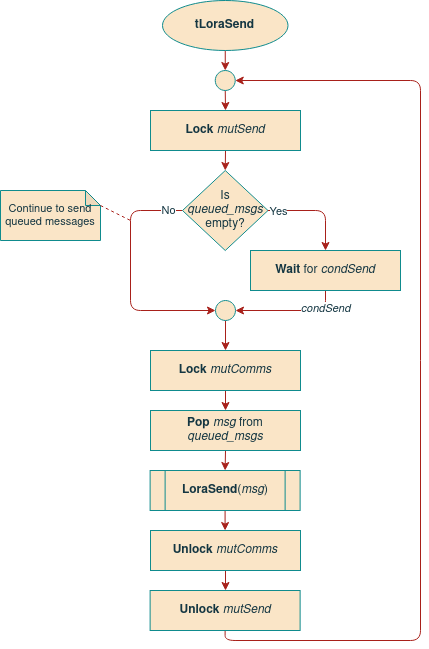 tLoraSend
Lock mutSend
Is
queued_msgs
empty?
No
Yes
Continue to send
queued messages
Wait for condSend
condSend
Lock mutComms
Pop msg from
queued_msgs
LoraSend(msg)
Unlock mutComms
Unlock mutSend